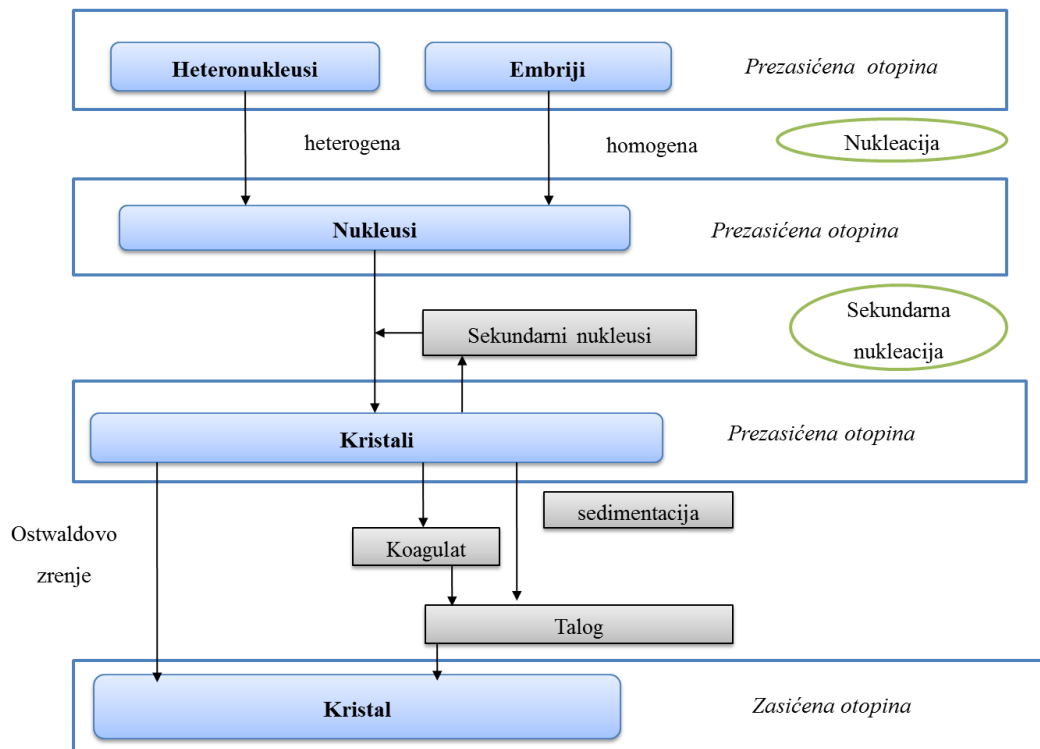 Heteronukleusi
Embriji
Prezasićena otopina
heterogena
homogena
Nukleacija
Nukleusi
Prezasićena otopina
Sekundarni nukleusi
Sekundarna
nukleacija
Kristali
Prezasićena otopina
Ostwaldovo
zrenje
sedimentacija
Koagulat
Talog
Kristal
Zasićena otopina